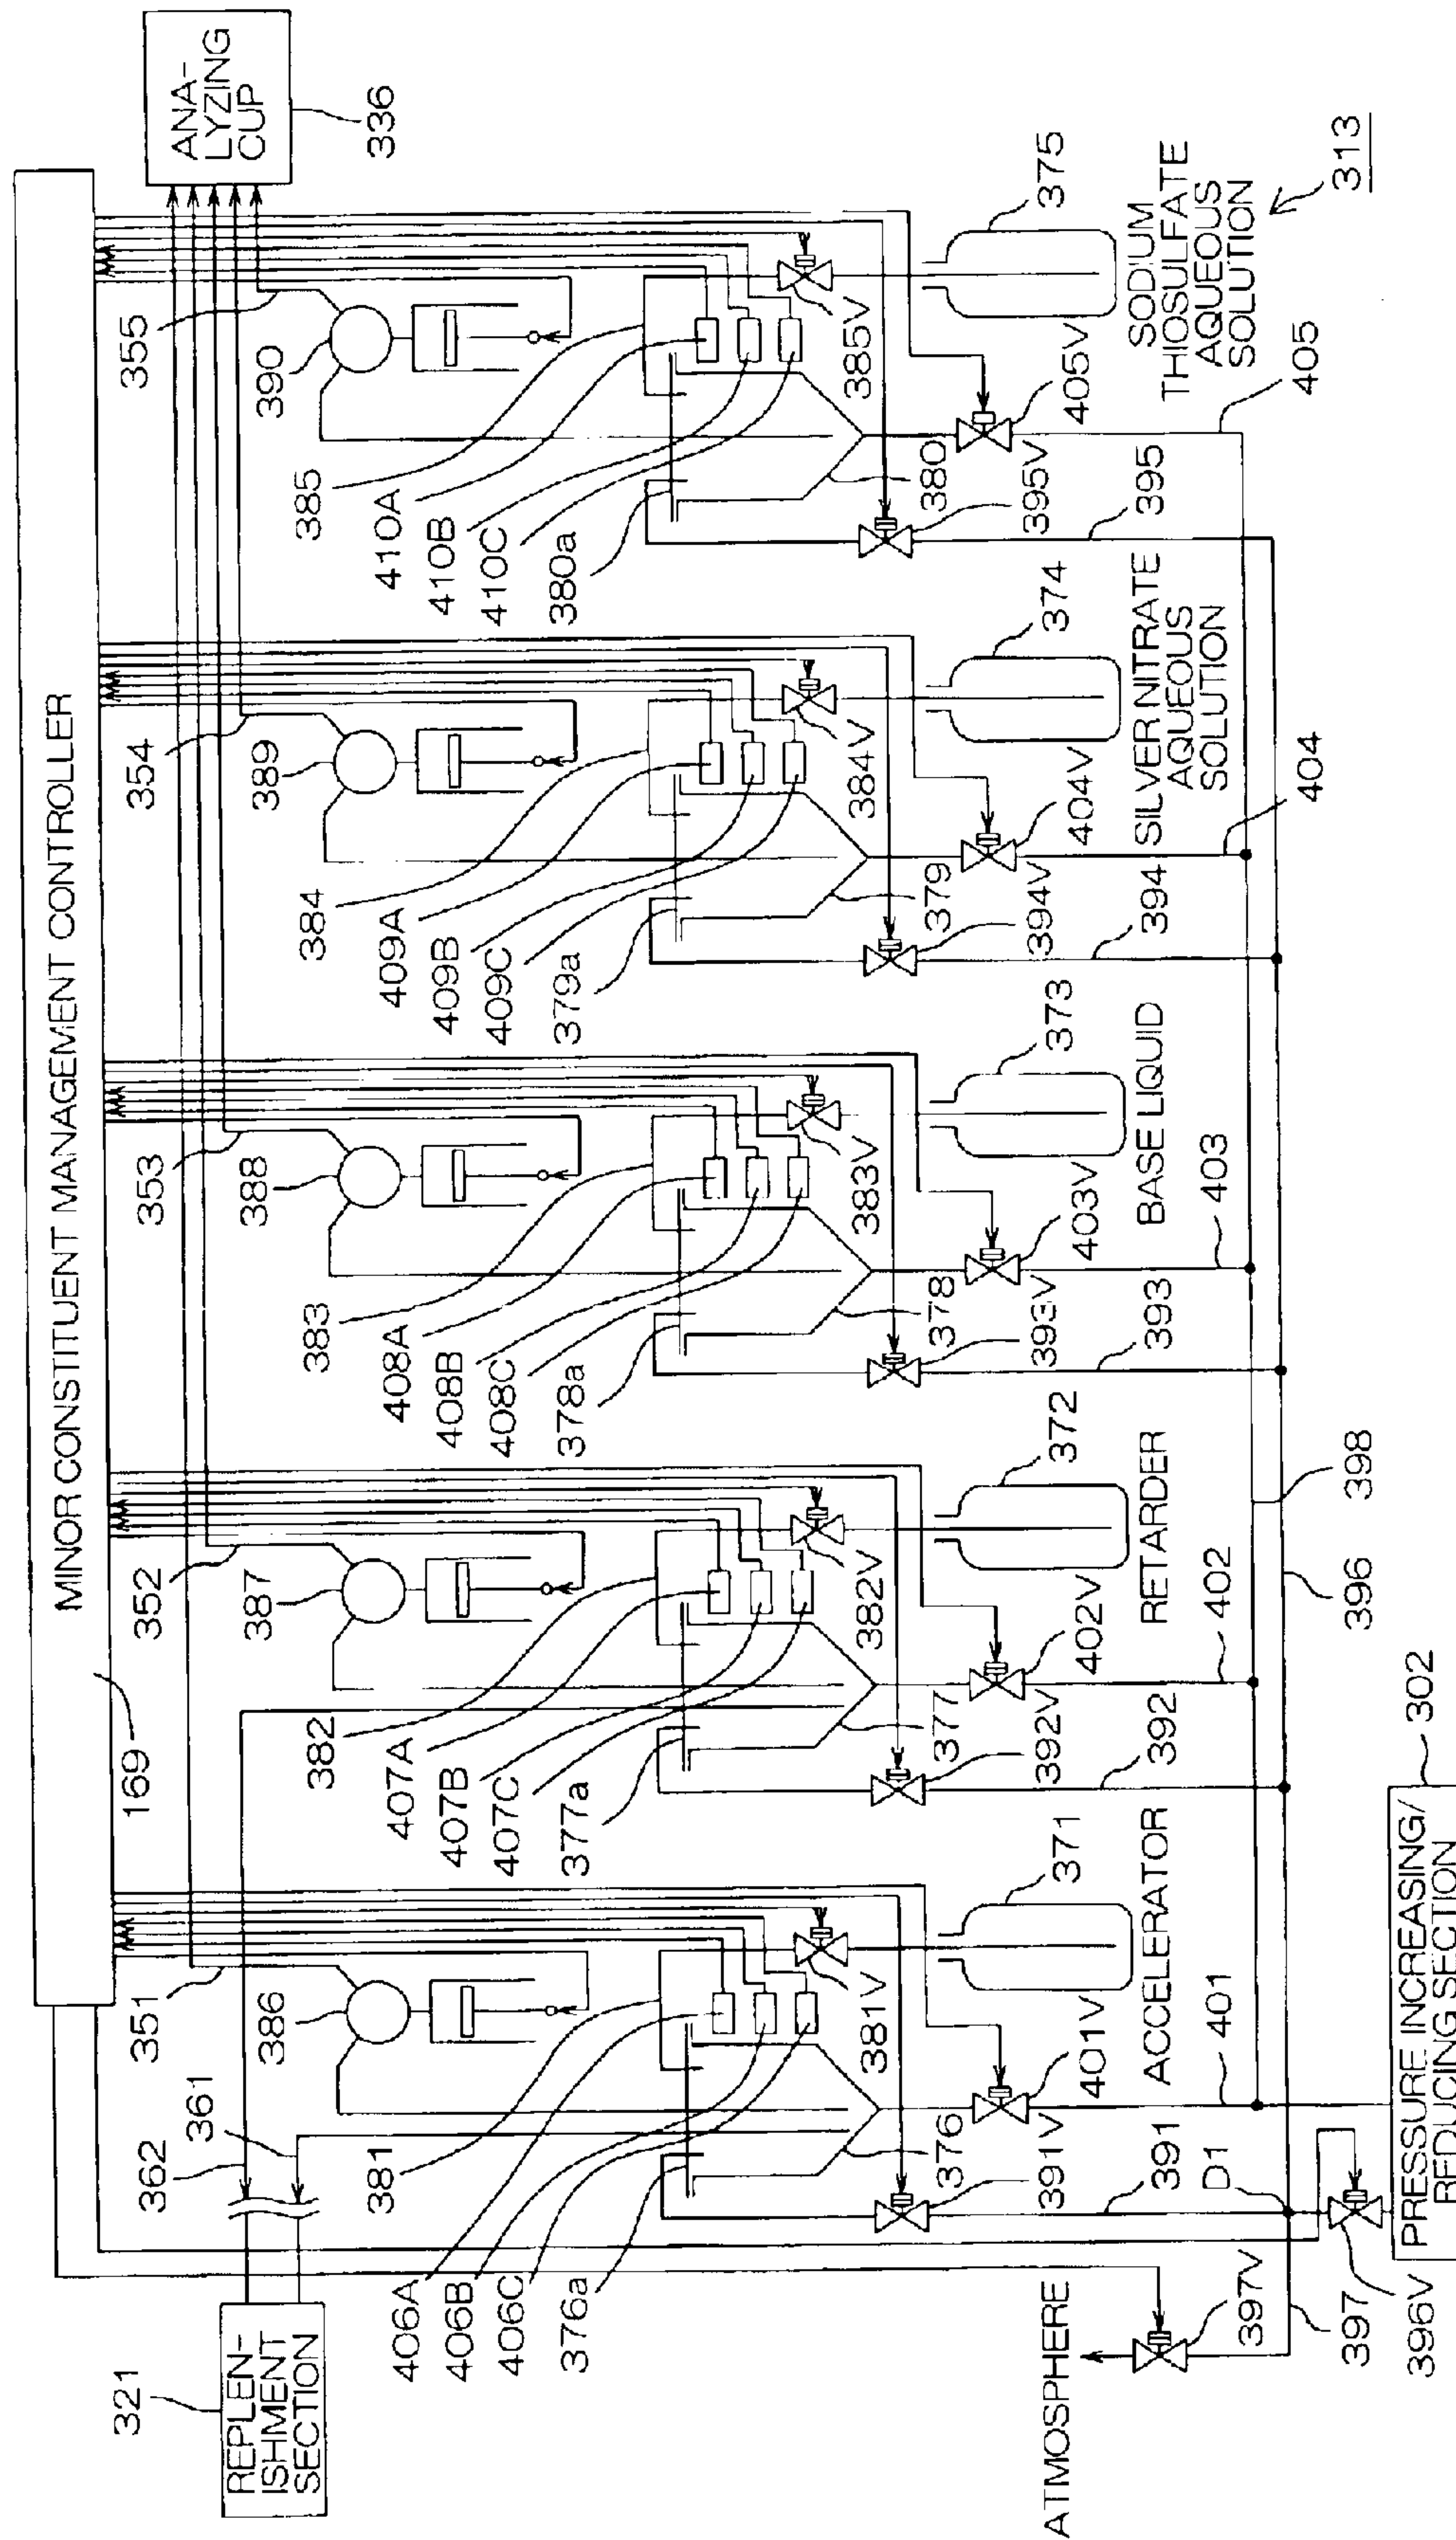 MINOR CONSTITUENT MANAGEMENT CONTROLLER
169
ANA-
LYZING
CUP
336
REPLEN-
ISHMENT
SECTION
321
362
361
351
352
353
354
355
386
387
388
389
390
381
406A
406B
406C
376a
382
407A
407B
407C
377a
383
408A
408B
408C
378a
384
409A
409B
409C
379a
385
410A
410B
410C
380a
381V
382V
383V
384V
385V
376
377
378
379
380
391V
392V
393V
394V
395V
401V
402V
403V
404V
405V
391
392
393
394
395
401
402
403
404
405
ACCELERATOR
371
RETARDER
372
BASE LIQUID
373
SILVER NITRATE
AQUEOUS
SOLUTION
374
SODIUM
THIOSULFATE
AQUEOUS
SOLUTION
375
313
398
396
D1
ATMOSPHERE
397V
397
396V
PRESSURE INCREASING/
REDUCING SECTION
302